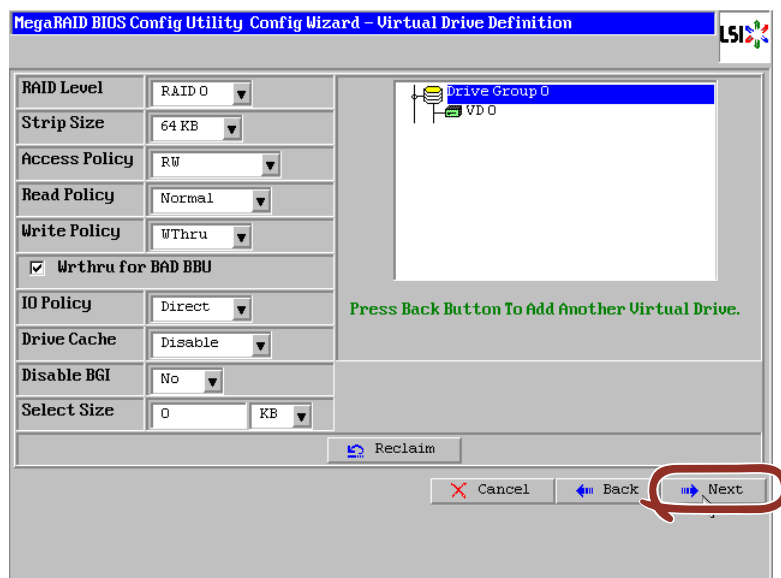 MegaRAID BIOS Config Utility Config Wizard – Virtual Drive Definition
LSI
RAID Level RAID 0
Strip Size 64 KB
Access Policy RW
Read Policy Normal
Write Policy WThru
Wrthru for BAD BBU
IO Policy Direct
Drive Cache Disable
Disable BGI No
Select Size 0 KB
Drive Group 0
VD 0
Press Back Button To Add Another Virtual Drive.
Reclaim
Cancel Back Next